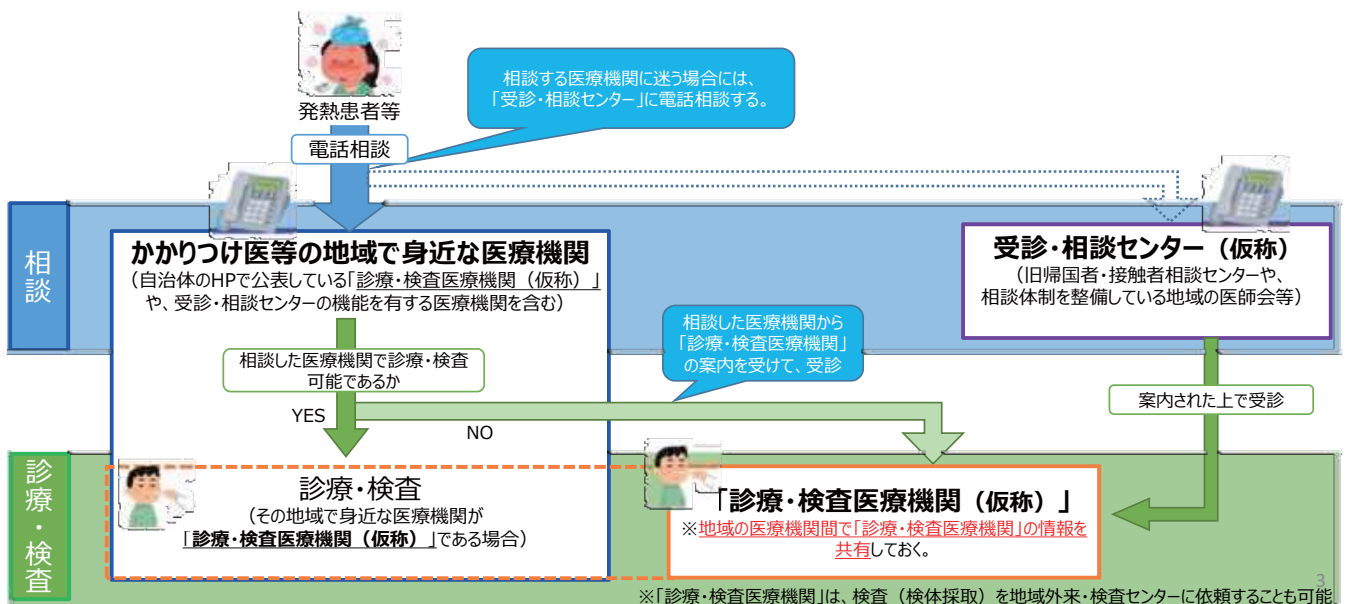 発熱患者等
相談する医療機関に迷う場合には、
「受診・相談センター」に電話相談する。
電話相談
相談
かかりつけ医等の地域で身近な医療機関
(自治体のHPで公表している「診療・検査医療機関（仮称）」
や、受診・相談センターの機能を有する医療機関を含む)
受診・相談センター（仮称）
(旧帰国者・接触者相談センターや、
相談体制を整備している地域の医師会等)
相談した医療機関から
「診療・検査医療機関」
の案内を受けて、受診
相談した医療機関で診療・検査
可能であるか
YES
NO
案内された上で受診
診療・検査
診療・検査
(その地域で身近な医療機関が
「診療・検査医療機関（仮称）」である場合)
「診療・検査医療機関（仮称）」
※地域の医療機関間で「診療・検査医療機関」の情報を
共有しておく。
3
※「診療・検査医療機関」は、検査（検体採取）を地域外来・検査センターに依頼することも可能